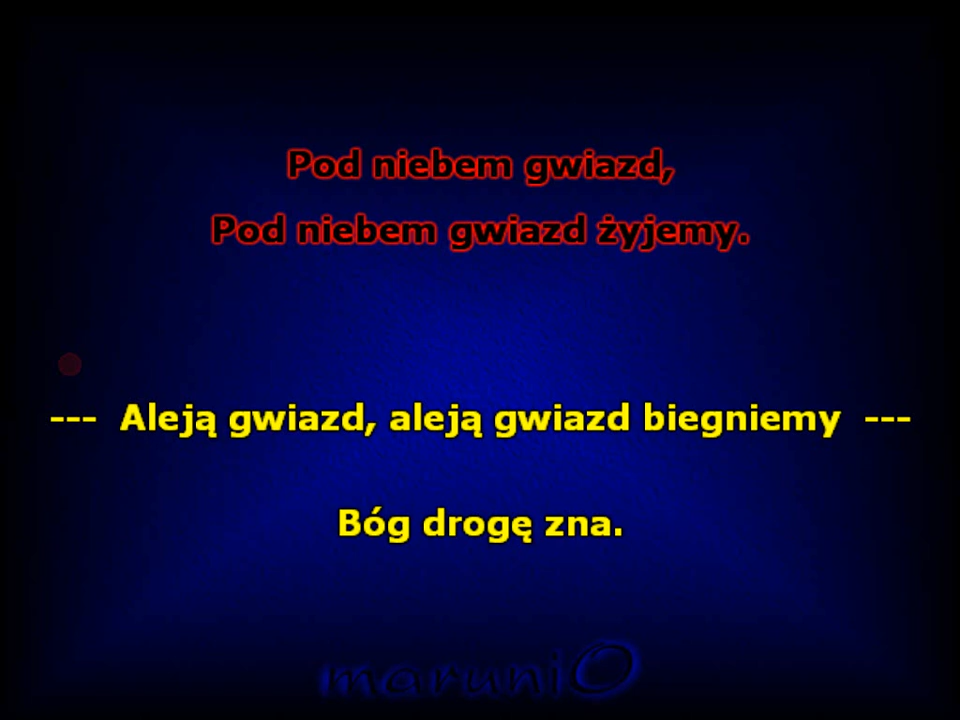 Pod niebem gwiazd,
Pod niebem gwiazd żyjemy.
--- Aleją gwiazd, aleją gwiazd biegniemy ---
Bóg drogę zna.
maruniO